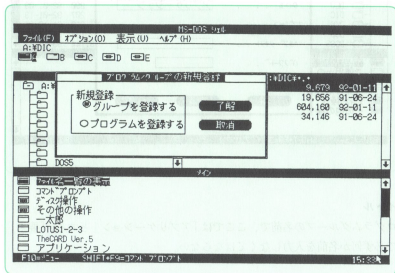 MS-DOS シェル
ファイル(F) オプション(O) 表示(V) ヘルプ(H)
A:¥DIC
A B C D E
プログラム/グループの新規登録
A:¥
:¥DIC¥*.*
新規登録
グループを登録する
プログラムを登録する
了解
取消
9,679 92-01-11
19,656 91-06-24
604,160 92-01-11
34,146 91-06-24
DOS5
メイン
ファイル名一覧の表示
コマンド プロンプト
ディスク操作
その他の操作
一太郎
LOTUS1-2-3
TheCARD Ver.5
アプリケーション
F10=メニュー SHIFT+F9=コマンド プロンプト 15:33